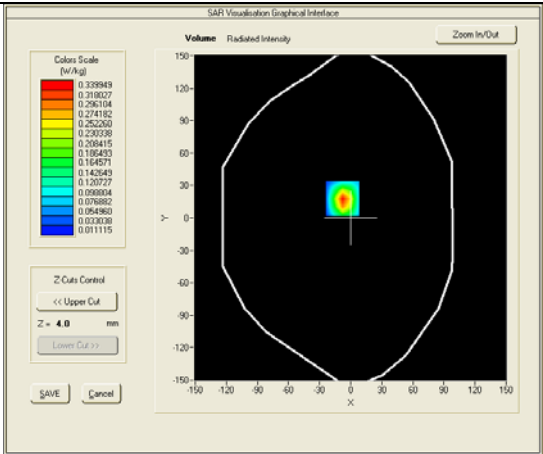 SAR Visualisation Graphical Interface
Volume Radiated Intensity
Zoom In/Out
Colors Scale
(W/kg)
0.339949
0.318027
0.296104
0.274182
0.252260
0.230338
0.208415
0.186493
0.164571
0.142649
0.120727
0.098804
0.076882
0.054960
0.033038
0.011115
Z-Cuts Control
<< Upper Cut
Z = 4.0 mm
Lower Cut >>
SAVE
Cancel
150
120
90
60
30
0
-30
-60
-90
-120
-150
Y
-150 -120 -90 -60 -30 0 30 60 90 120 150
X